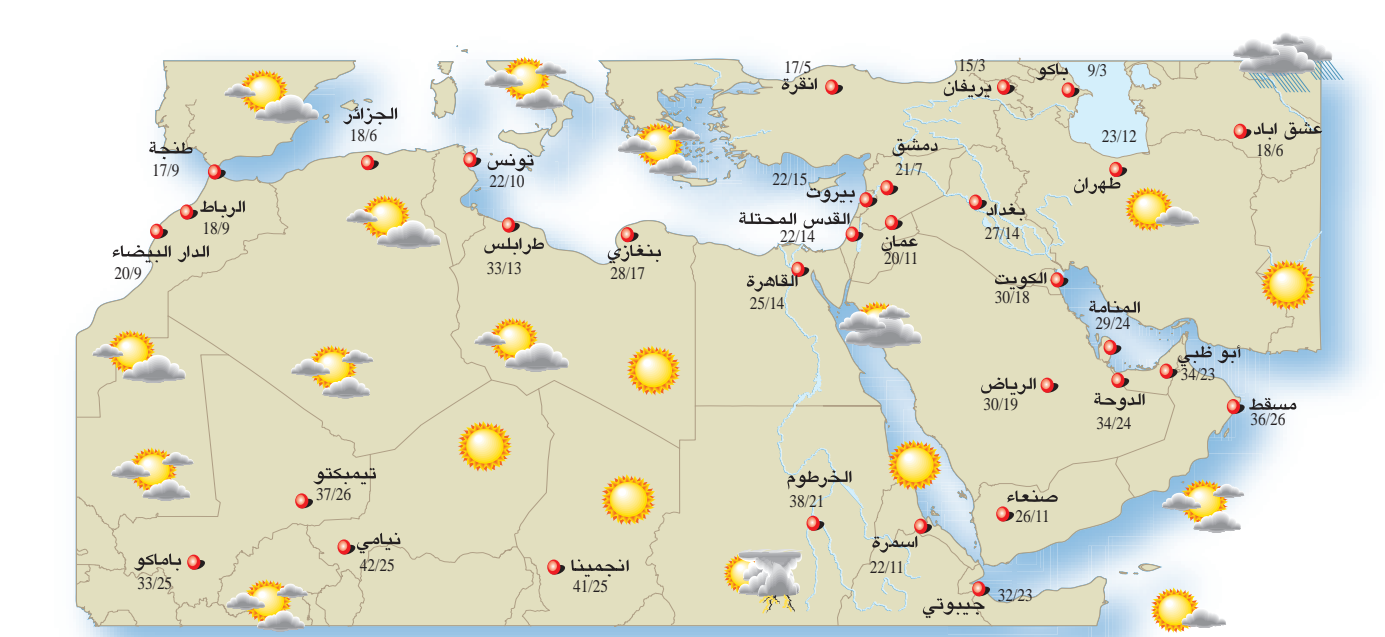 17/5
انقرة
15/3
يريفان
باكو
9/3
عشق اباد
18/6
23/12
طهران
الجزائر
18/6
طنجة
17/9
تونس
22/10
دمشق
21/7
22/15
بيروت
القدس المحتلة
22/14
عمان
20/11
بغداد
27/14
الرباط
18/9
الدار البيضاء
20/9
طرابلس
33/13
بنغازي
28/17
القاهرة
25/14
الكويت
30/18
المنامة
29/24
أبو ظبي
34/23
الرياض
30/19
الدوحة
34/24
مسقط
36/26
تيمبكتو
37/26
الخرطوم
38/21
صنعاء
26/11
اسمرة
22/11
نيامي
42/25
باماكو
33/25
انجمينا
41/25
32/23
جيبوتي